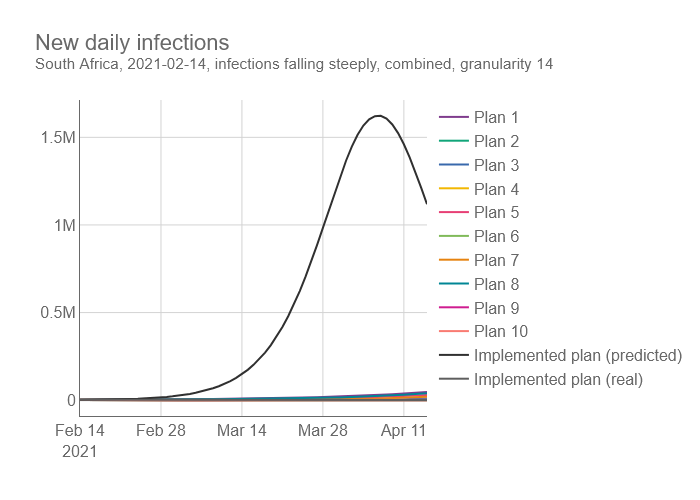 New daily infections
South Africa, 2021-02-14, infections falling steeply, combined, granularity 14
1.5M
1M
0.5M
0
Feb 14
2021
Feb 28
Mar 14
Mar 28
Apr 11
Plan 1
Plan 2
Plan 3
Plan 4
Plan 5
Plan 6
Plan 7
Plan 8
Plan 9
Plan 10
Implemented plan (predicted)
Implemented plan (real)